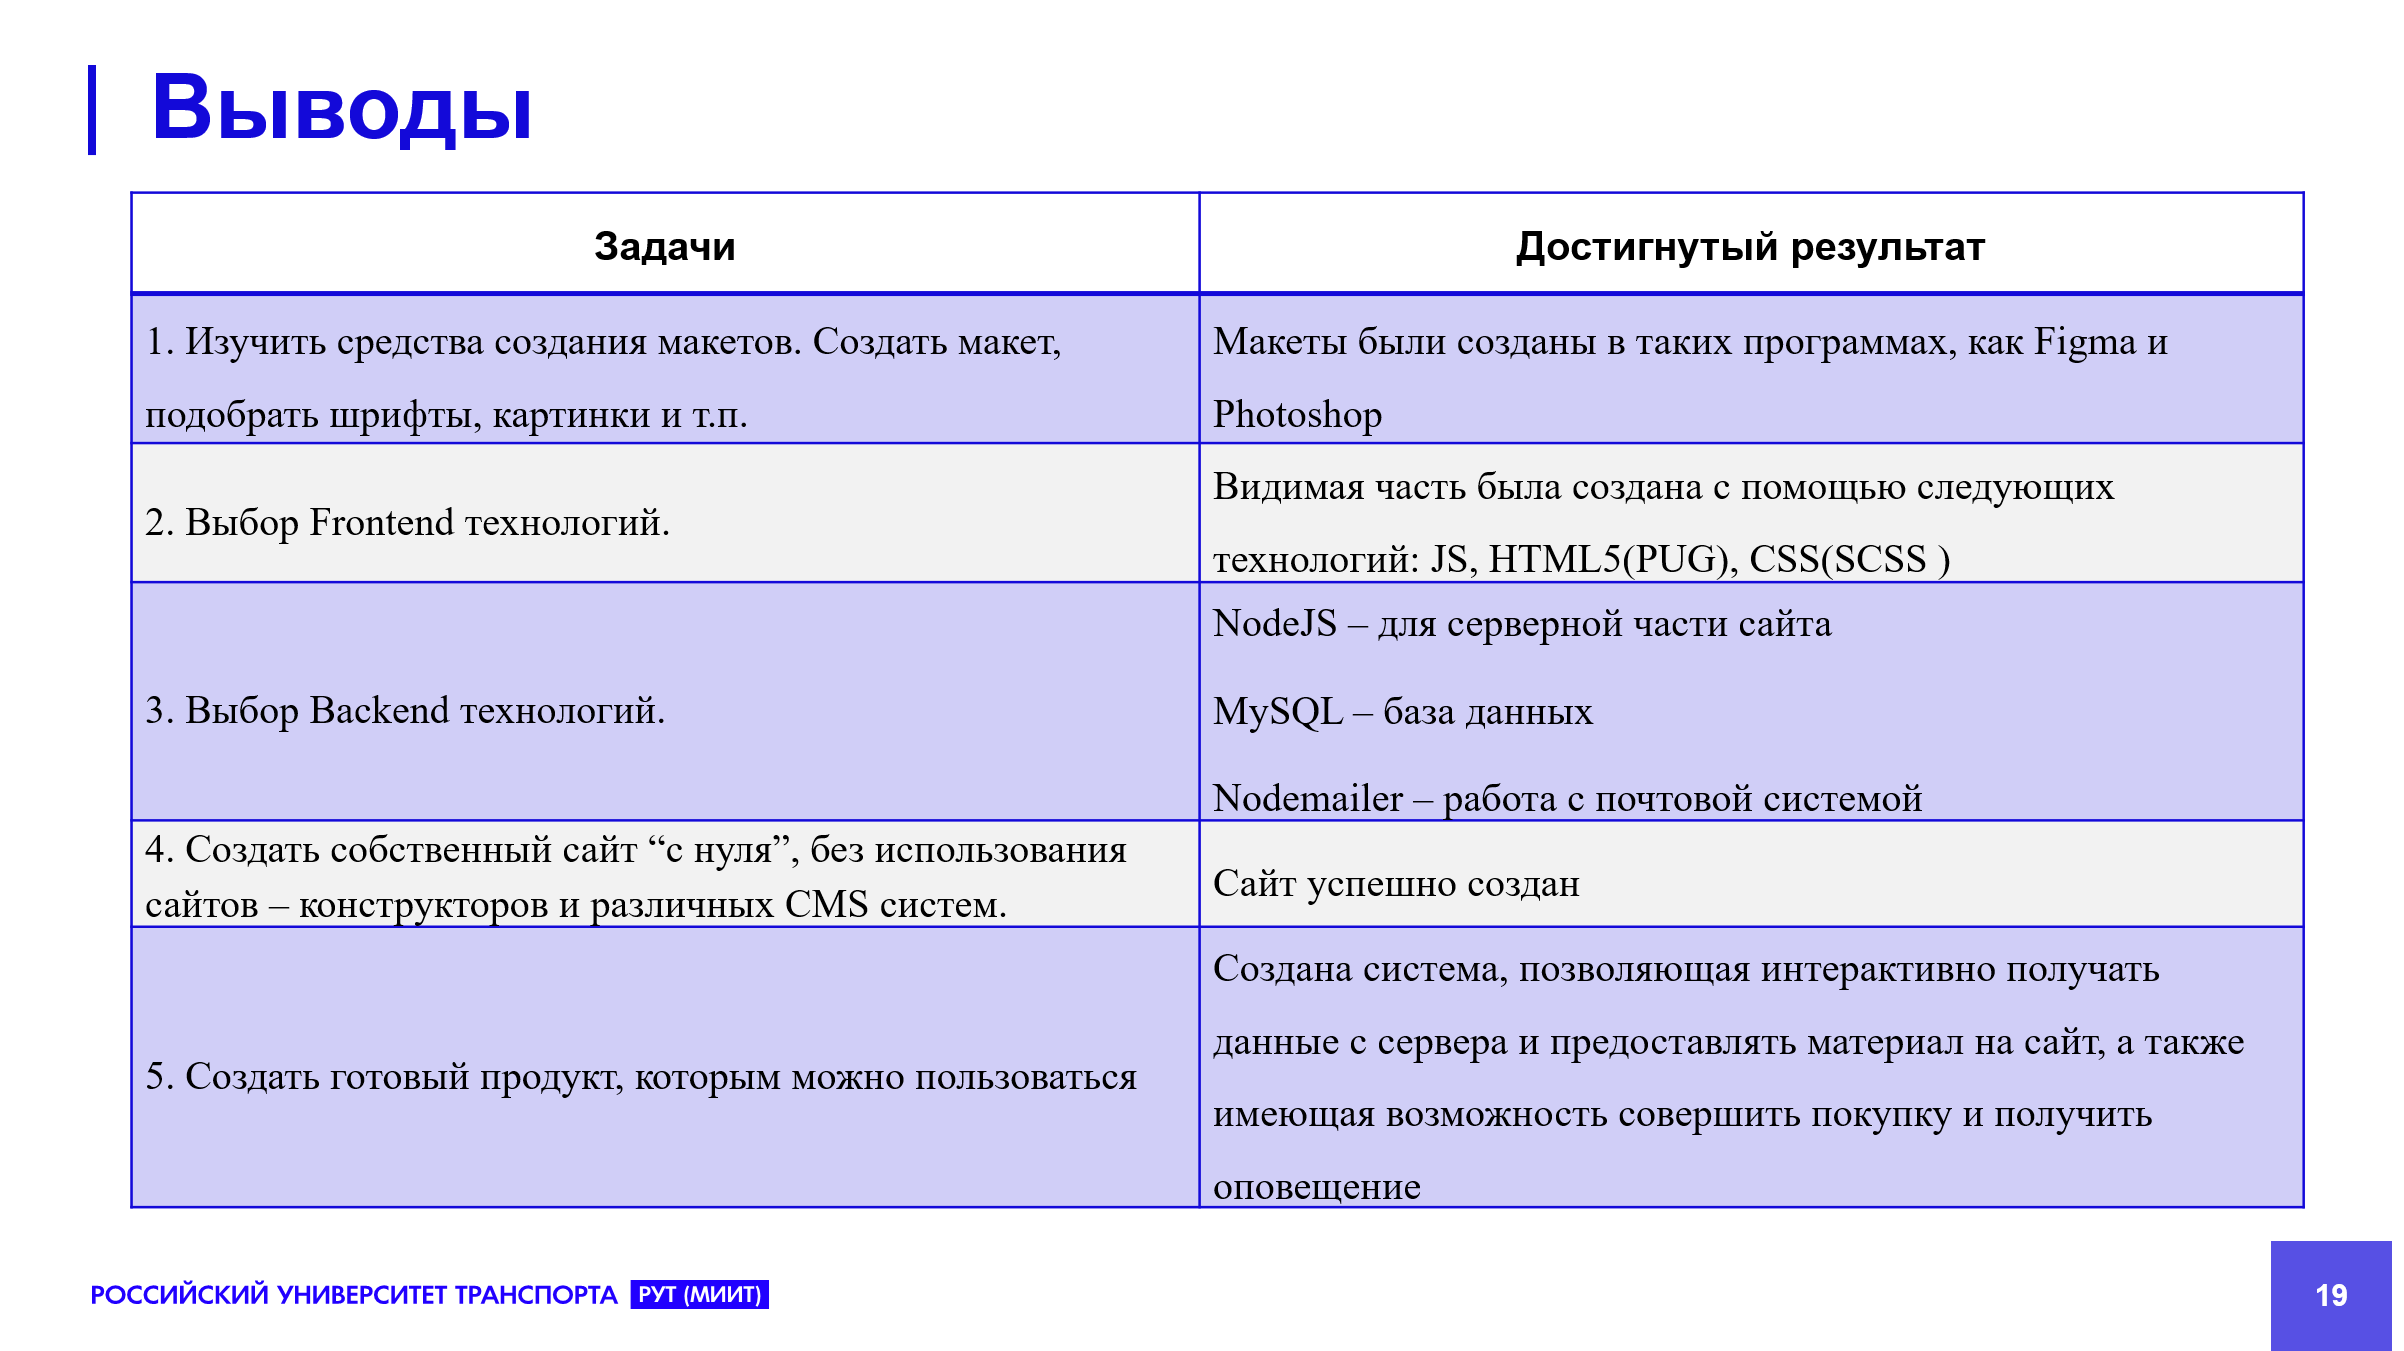 Выводы
Задачи
Достигнутый результат
1. Изучить средства создания макетов. Создать макет,
подобрать шрифты, картинки и т.п.
Макеты были созданы в таких программах, как Figma и
Photoshop
2. Выбор Frontend технологий.
Видимая часть была создана с помощью следующих
технологий: JS, HTML5(PUG), CSS(SCSS )
3. Выбор Backend технологий.
NodeJS – для серверной части сайта
MySQL – база данных
Nodemailer – работа с почтовой системой
4. Создать собственный сайт “с нуля”, без использования
сайтов – конструкторов и различных CMS систем.
Сайт успешно создан
5. Создать готовый продукт, которым можно пользоваться
Создана система, позволяющая интерактивно получать
данные с сервера и предоставлять материал на сайт, а также
имеющая возможность совершить покупку и получить
оповещение
РОССИЙСКИЙ УНИВЕРСИТЕТ ТРАНСПОРТА РУТ (МИИТ)
19